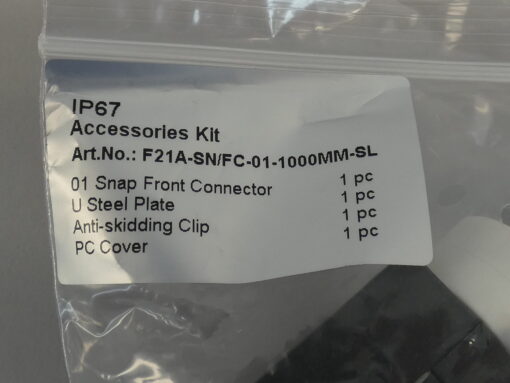 IP67
Accessories Kit
Art.No.: F21A-SN/FC-01-1000MM-SL
01 Snap Front Connector 1 pc
U Steel Plate 1 pc
Anti-skidding Clip 1 pc
PC Cover 1 pc